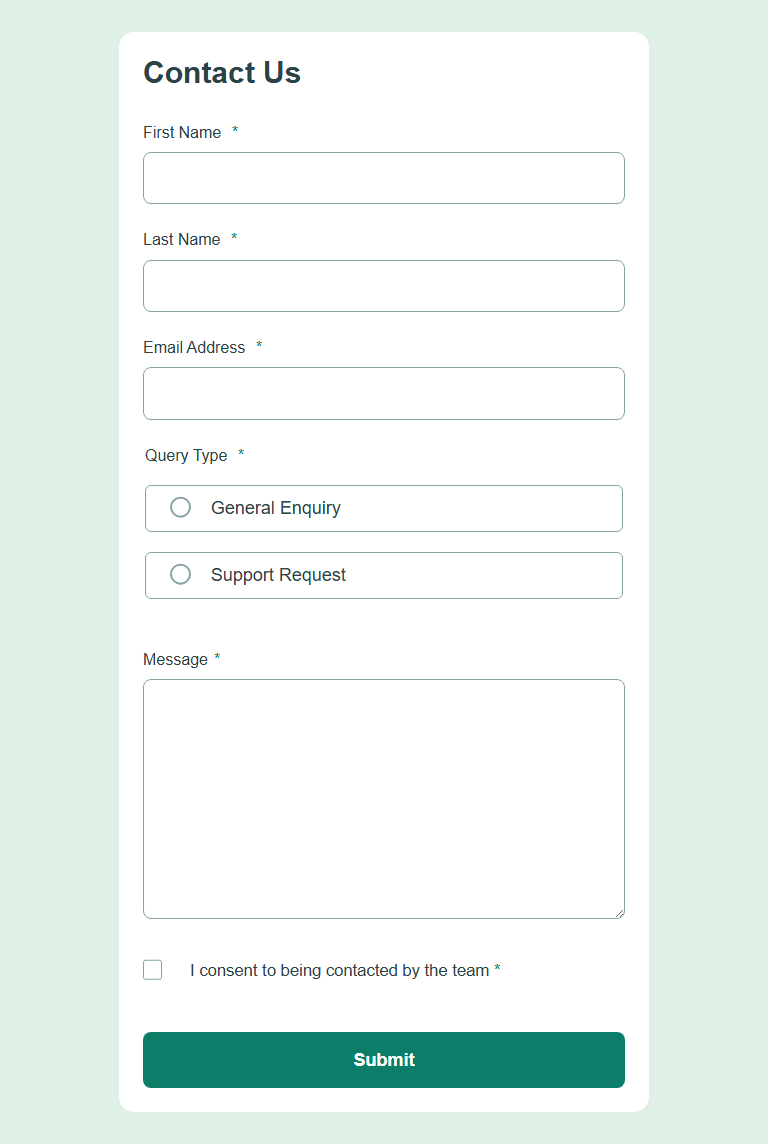 Contact Us
First Name *
Last Name *
Email Address *
Query Type *
General Enquiry
Support Request
Message *
I consent to being contacted by the team *
Submit